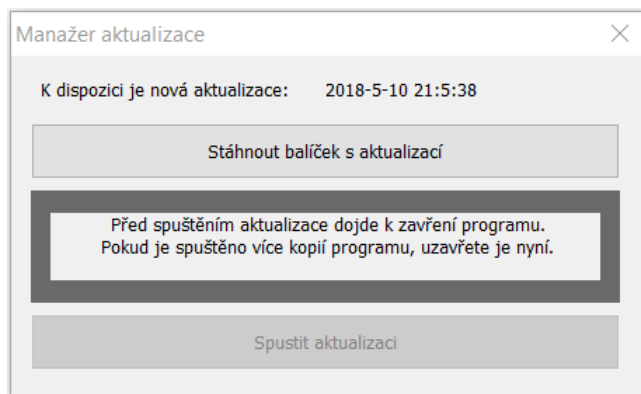 Manažer aktualizace
K dispozici je nová aktualizace: 2018-5-10 21:5:38
Stáhnout balíček s aktualizací
Před spuštěním aktualizace dojde k zavření programu.
Pokud je spuštěno více kopií programu, uzavřete je nyní.
Spustit aktualizaci